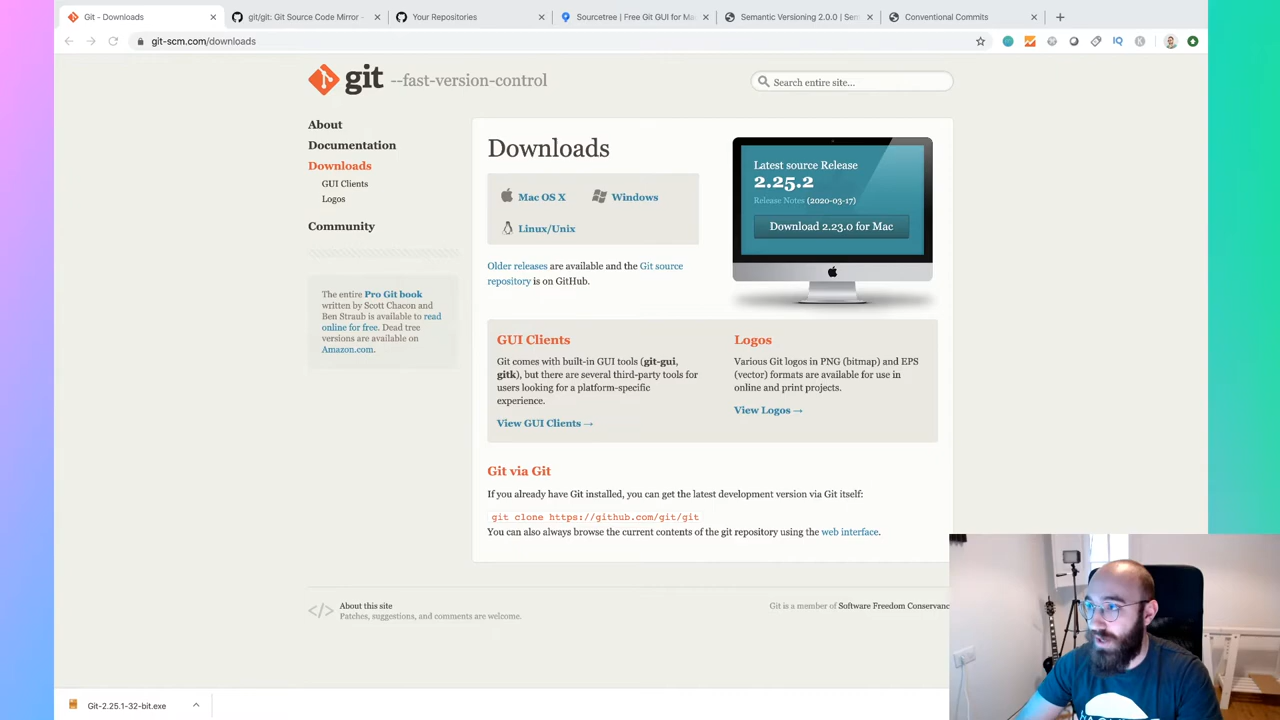 Git - Downloads
git/git: Git Source Code Mirror -
Your Repositories
Sourcetree | Free Git GUI for Ma
Semantic Versioning 2.0.0 | Sem
Conventional Commits
git-scm.com/downloads
git --fast-version-control
Search entire site...
About
Documentation
Downloads
GUI Clients
Logos
Community
The entire Pro Git book
written by Scott Chacon and
Ben Straub is available to read
online for free. Dead tree
versions are available on
Amazon.com.
Downloads
Mac OS X
Windows
Linux/Unix
Older releases are available and the Git source
repository is on GitHub.
Latest source Release
2.25.2
Release Notes (2020-03-17)
Download 2.23.0 for Mac
GUI Clients
Git comes with built-in GUI tools (git-gui,
gitk), but there are several third-party tools for
users looking for a platform-specific
experience.
View GUI Clients →
Logos
Various Git logos in PNG (bitmap) and EPS
(vector) formats are available for use in
online and print projects.
View Logos →
Git via Git
If you already have Git installed, you can get the latest development version via Git itself:
git clone https://github.com/git/git
You can also always browse the current contents of the git repository using the web interface.
</> About this site
Patches, suggestions, and comments are welcome.
Git is a member of Software Freedom Conservanc
Git-2.25.1-32-bit.exe